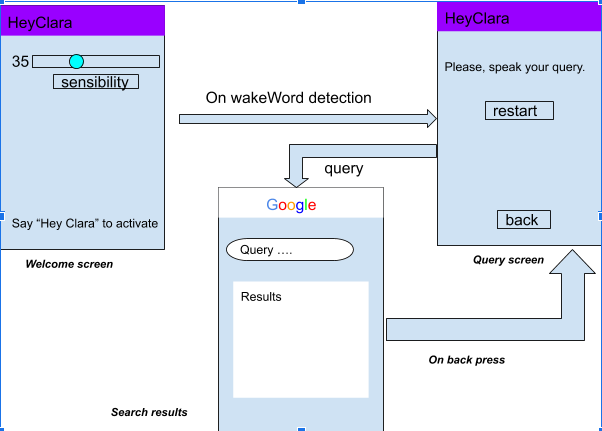 HeyClara
35
sensibility
Say “Hey Clara” to activate
Welcome screen
On wakeWord detection
HeyClara
Please, speak your query.
restart
back
Query screen
query
Google
Query ....
Results
Search results
On back press